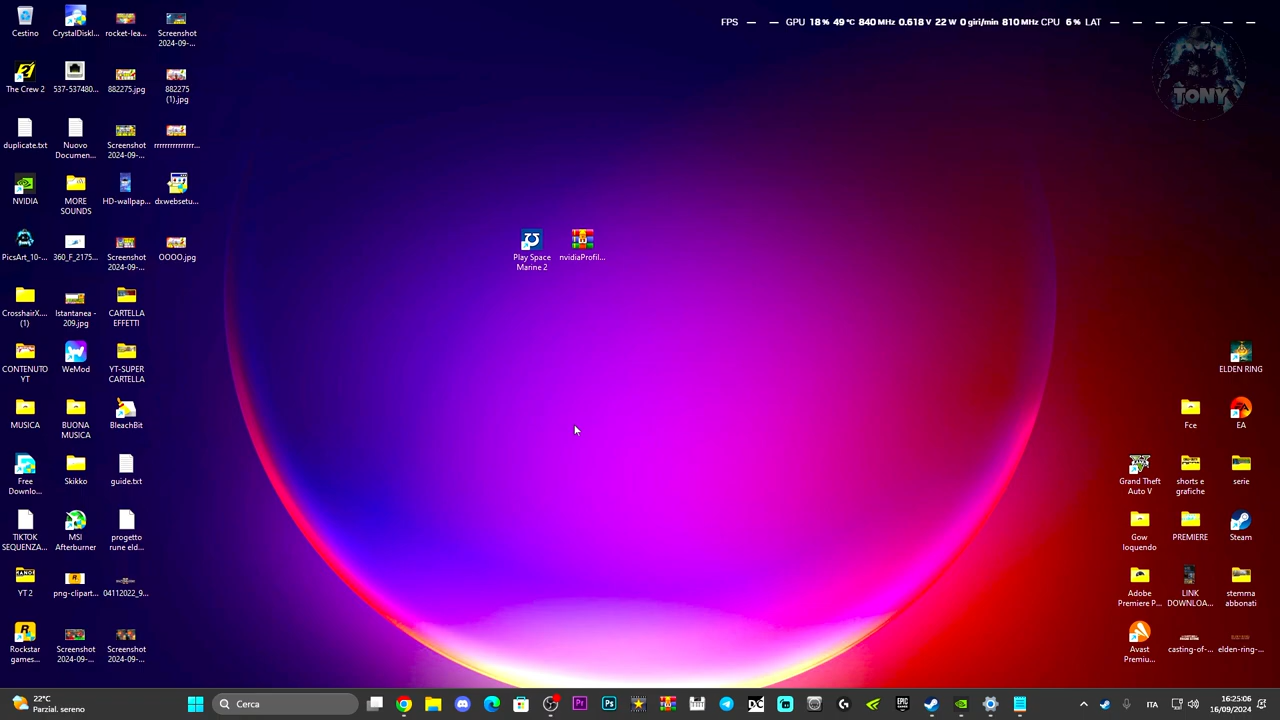 FPS — — GPU 18 % 49 °C 840 MHz 0.618 V 22 W 0 giri/min 810 MHz CPU 6 % LAT — — — — — —
TONY
Cestino
CrystalDiskI...
rocket-lea...
Screenshot
2024-09-...
The Crew 2
537-537480...
882275.jpg
882275
(1).jpg
duplicate.txt
Nuovo
Documen...
Screenshot
2024-09-...
rrrrrrrrrrrrrr...
NVIDIA
MORE
SOUNDS
HD-wallpap...
dxwebsetu...
PicsArt_10-...
360_F_2175...
Screenshot
2024-09-...
OOOO.jpg
Play Space
Marine 2
nvidiaProfil...
CrosshairX....
(1)
Istantanea -
209.jpg
CARTELLA
EFFETTI
CONTENUTO
YT
WeMod
YT-SUPER
CARTELLA
ELDEN RING
MUSICA
BUONA
MUSICA
BleachBit
Fce
EA
Free
Downlo...
Skikko
guide.txt
Grand Theft
Auto V
shorts e
grafiche
serie
TIKTOK
SEQUENZA...
MSI
Afterburner
progetto
rune eld...
Gow
loquendo
PREMIERE
Steam
YT 2
png-clipart...
04112022_9...
Adobe
Premiere P...
LINK
DOWNLOA...
stemma
abbonati
Rockstar
games...
Screenshot
2024-09-...
Screenshot
2024-09-...
Avast
Premiu...
casting-of-...
elden-ring-...
22°C
Parzial. sereno
Cerca
ITA
16:25:06
16/09/2024